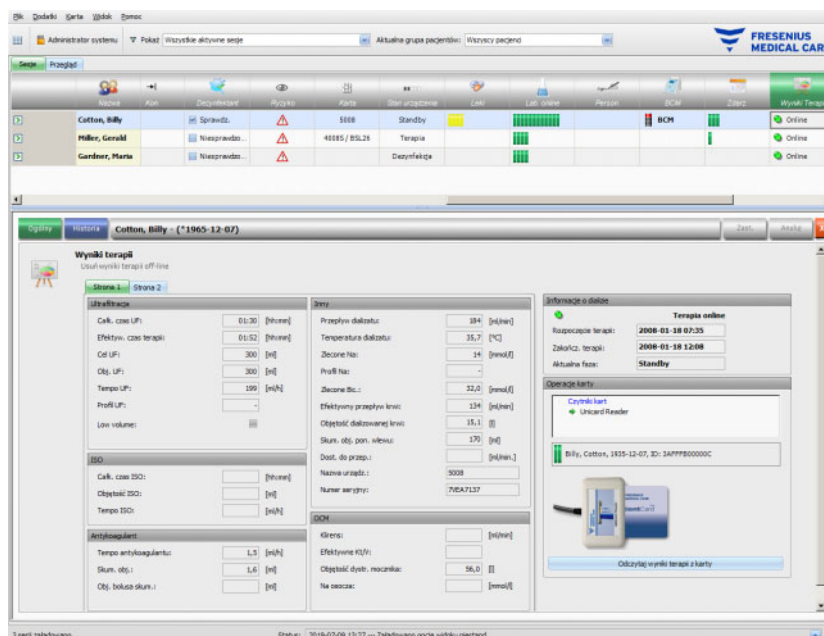 Plik Dodatki Karta Widok Pomoc
Administrator systemu Pokaż Wszystkie aktywne sesje Aktualna grupa pacjentów: Wszyscy pacjenci
FRESENIUS
MEDICAL CAR
Sesje Przegląd
Nazwa Kon Dezynfektant Ryzyko Karta Stan urządzenia Leki Lab. online Person BCM Zdarz. Wyniki Terapi
Cotton, Billy Sprawdz. 5008 Standby BCM Online
Miller, Gerald Niesprawdzo... 4008S / BSL26 Terapia Online
Gardner, Maria Niesprawdzo... Dezynfekcja Online
Ogólny Historia Cotton, Billy - (*1965-12-07) Zast. Anuluj
Wyniki terapii
Usuń wyniki terapii off-line
Strona 1 Strona 2
Ultrafiltracja
Całk. czas UF: 01:30 [hh:mm]
Efektyw. czas terapii: 01:52 [hh:mm]
Cel UF: 300 [ml]
Obj. UF: 300 [ml]
Tempo UF: 199 [ml/h]
Profil UF: -
Low volume:
ISO
Całk. czas ISO: [hh:mm]
Objętość ISO: [ml]
Tempo ISO: [ml/h]
Antykoagulant
Tempo antykoagulantu: 1,5 [ml/h]
Skum. obj.: 1,6 [ml]
Obj. bolusa skum.: [ml]
Inny
Przepływ dializatu: 184 [ml/min]
Temperatura dializatu: 35,7 [°C]
Zlecone Na: 14 [mmol/l]
Profil Na: -
Zlecone Bic.: 32,0 [mmol/l]
Efektywny przepływ krwi: 134 [ml/min]
Objętość dializowanej krwi: 15,1 [l]
Skum. obj. pon. wlewu: 170 [ml]
Dost. do przep.: [ml/min.]
Nazwa urządz.: 5008
Numer seryjny: 7VEA7137
OCM
Klirens: [ml/min]
Efektywne Kt/V:
Objętość dystr. mocznika: 56,0 [l]
Na osocza: [mmol/l]
Informacje o dializie
Terapia online
Rozpoczęcie terapii: 2008-01-18 07:35
Zakończ. terapii: 2008-01-18 12:08
Aktualna faza: Standby
Operacje karty
Czytniki kart
Unicard Reader
Billy, Cotton, 1935-12-07, ID: 3AFFFB00000C
Odczytaj wyniki terapii z karty
3 sesji załadowano